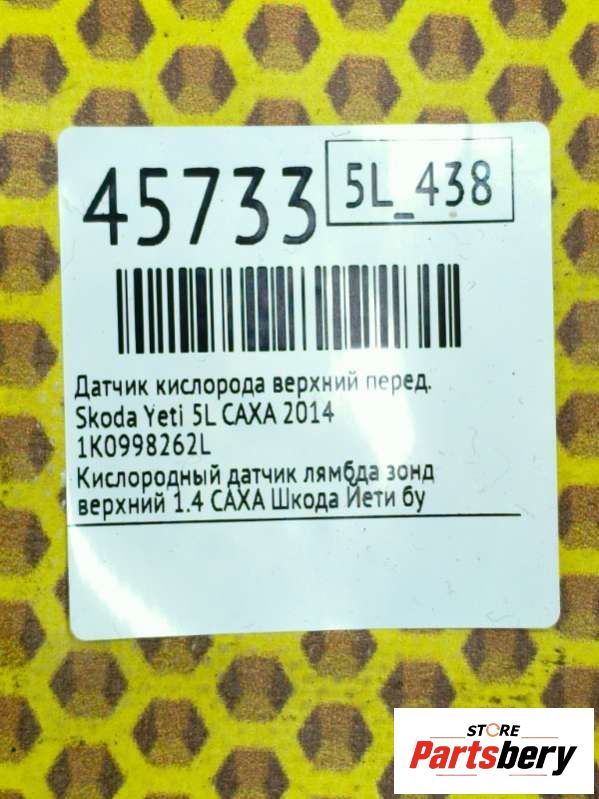 45733
5L_438
Датчик кислорода верхний перед.
Skoda Yeti 5L CAXA 2014
1K0998262L
Кислородный датчик лямбда зонд
верхний 1.4 CAXA Шкода Йети бу
STORE
Partsbery